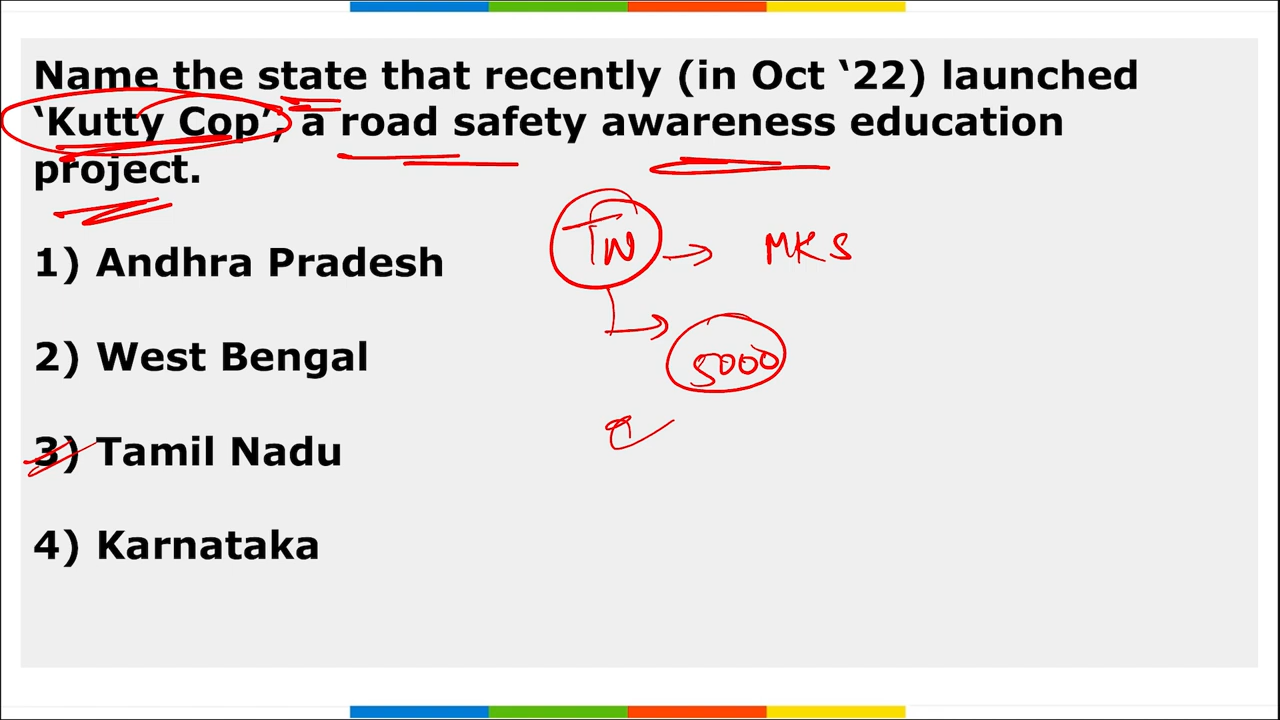 Name the state that recently (in Oct ‘22) launched
‘Kutty Cop’, a road safety awareness education
project.
TN → MKS
1) Andhra Pradesh
5000
2) West Bengal
3) Tamil Nadu
4) Karnataka